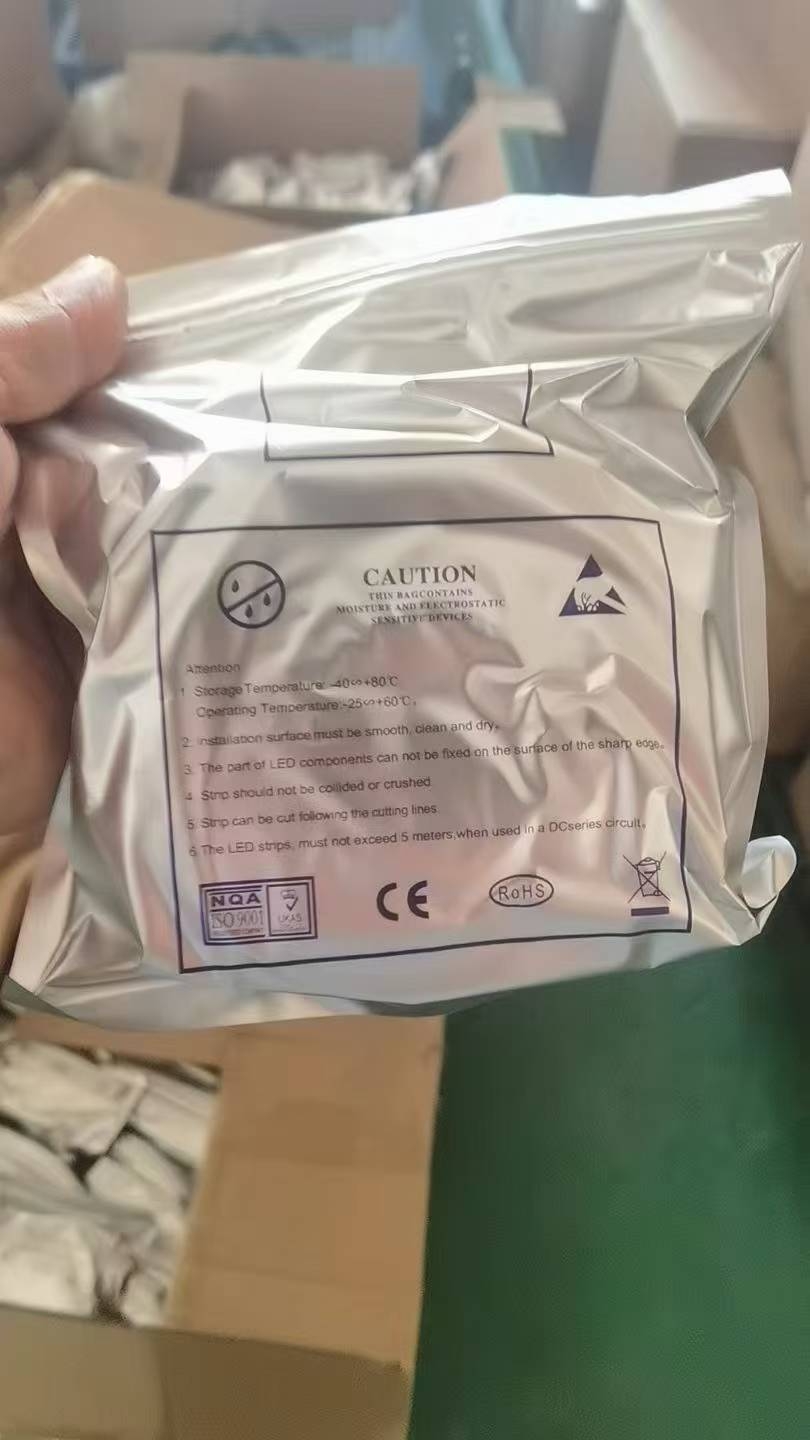 CAUTION
THIN BAGCONTAINS
MOISTURE AND ELECTROSTATIC
SENSITIVE DEVICES
Attention
1 Storage Temperature: -40∽+80℃
Operating Temperature:-25∽+60℃。
2. Installation surface must be smooth, clean and dry。
3. The part of LED components can not be fixed on the surface of the sharp edge。
4. Strip should not be collided or crushed
5. Strip can be cut following the cutting lines.
6. The LED strips, must not exceed 5 meters,when used in a DCseries circuit。
NQA
ISO 9001
UKAS
CE
RoHS